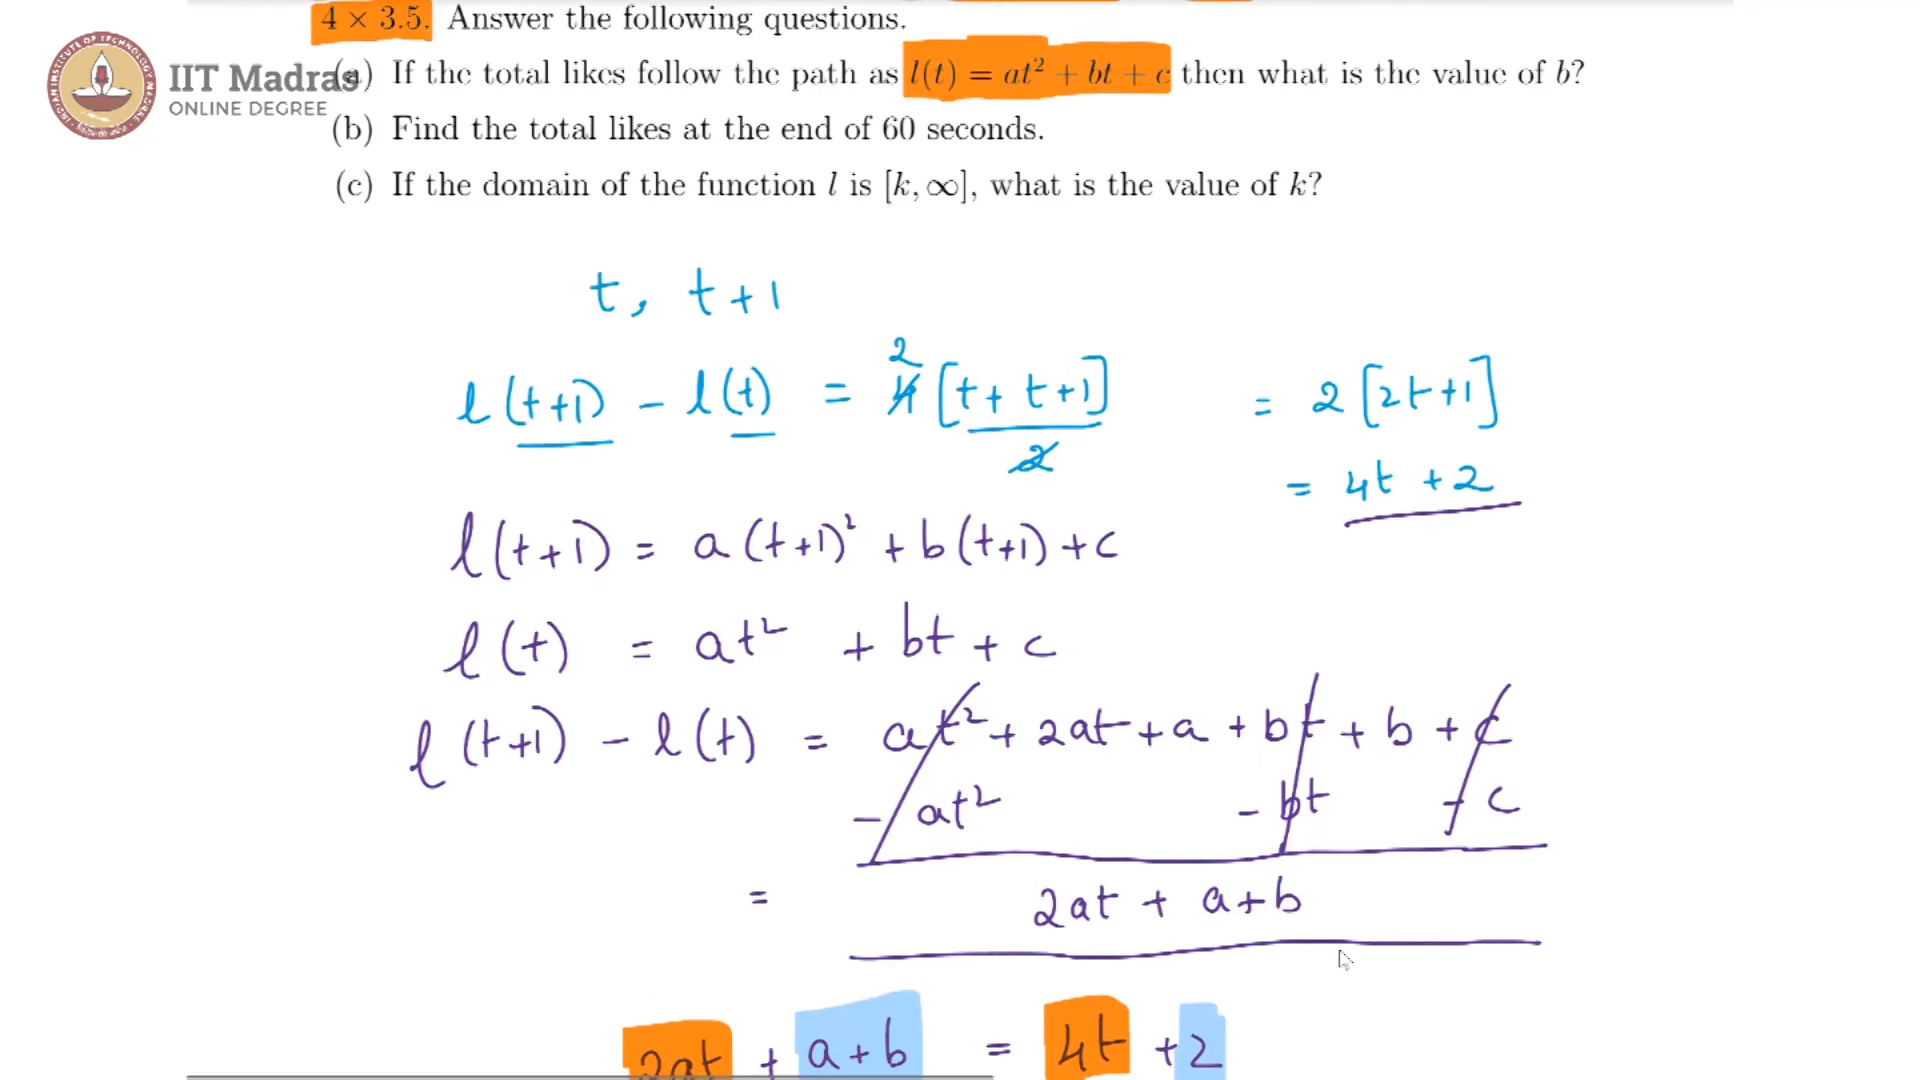 4 × 3.5. Answer the following questions.
IIT Madras
ONLINE DEGREE
(a) If the total likes follow the path as l(t) = at² + bt + c then what is the value of b?
(b) Find the total likes at the end of 60 seconds.
(c) If the domain of the function l is [k, ∞], what is the value of k?
t, t+1
l(t+1) - l(t) = 4 2 [t + t+1] / 2 = 2[2t+1]
= 4t + 2
l(t+1) = a(t+1)² + b(t+1) + c
l(t) = at² + bt + c
l(t+1) - l(t) = at² + 2at + a + bt + b + c
- at² - bt - c
= 2at + a+b
2at + a+b = 4t + 2